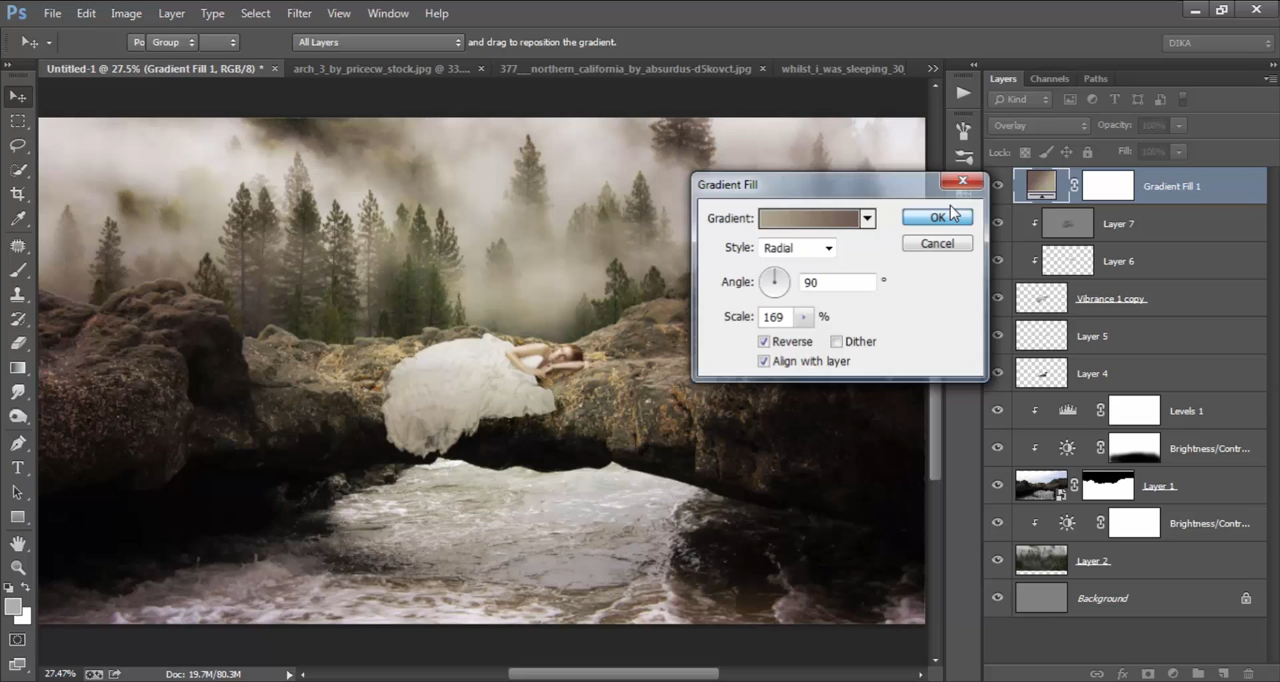 Ps File Edit Image Layer Type Select Filter View Window Help
Po Group All Layers and drag to reposition the gradient. DIKA
Untitled-1 @ 27.5% (Gradient Fill 1, RGB/8) * × arch_3_by_pricecw_stock.jpg @ 33.... × 377___northern_california_by_absurdus-d5kovct.jpg × whilst_i_was_sleeping_30_ »
Layers Channels Paths
Kind
Overlay Opacity: 100%
Lock: Fill: 100%
Gradient Fill
Gradient: OK
Style: Radial Cancel
Angle: 90 °
Scale: 169 %
Reverse Dither
Align with layer
Gradient Fill 1
Layer 7
Layer 6
Vibrance 1 copy
Layer 5
Layer 4
Levels 1
Brightness/Contr...
Layer 1
Brightness/Contr...
Layer 2
Background
27.47% Doc: 19.7M/80.3M